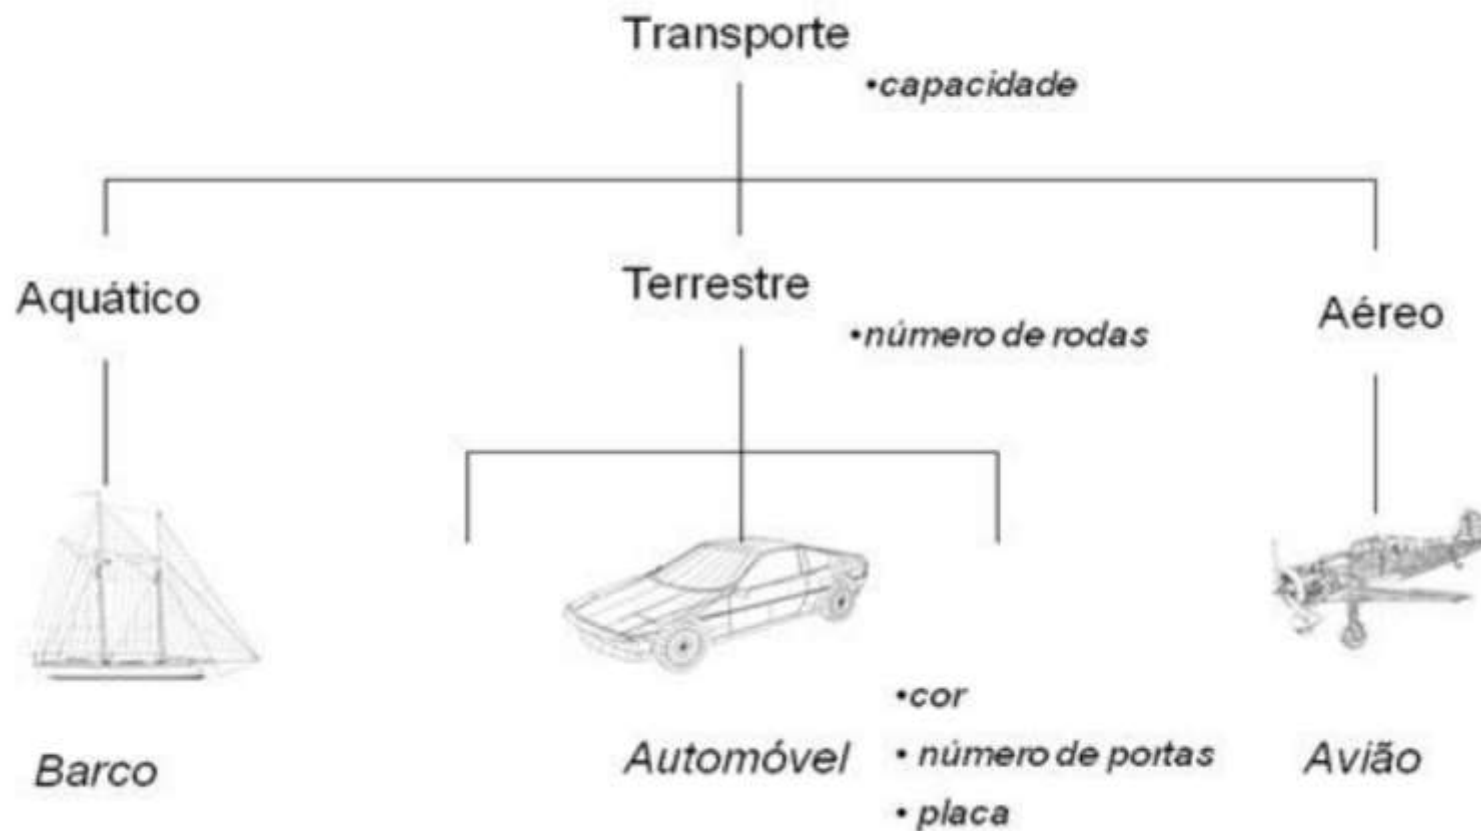 Transporte
•capacidade
Aquático
Terrestre
Aéreo
•número de rodas
•cor
Automóvel
• número de portas
Avião
Barco
• placa